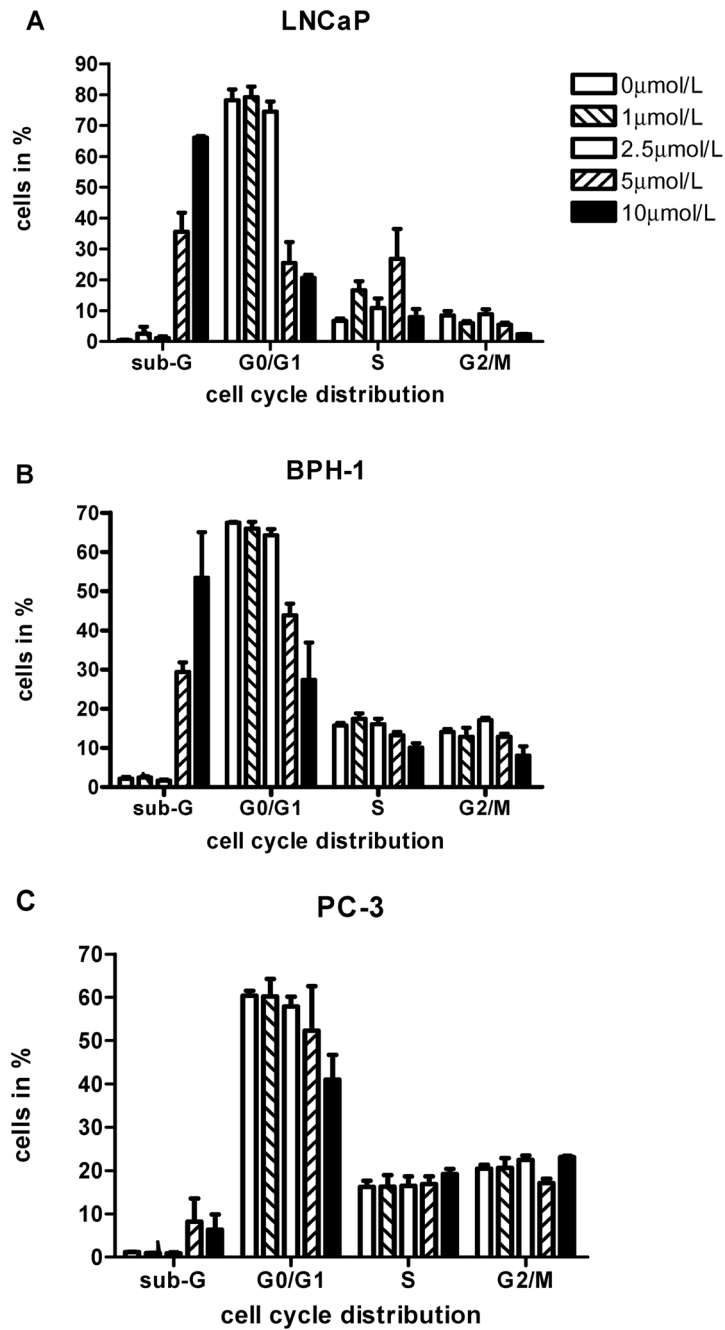 A
LNCaP
90
80
70
60
50
40
30
20
10
0
cells in %
sub-G G0/G1 S G2/M
cell cycle distribution
0μmol/L
1μmol/L
2.5μmol/L
5μmol/L
10μmol/L
B
BPH-1
70
60
50
40
30
20
10
0
cells in %
sub-G G0/G1 S G2/M
cell cycle distribution
C
PC-3
70
60
50
40
30
20
10
0
cells in %
sub-G G0/G1 S G2/M
cell cycle distribution